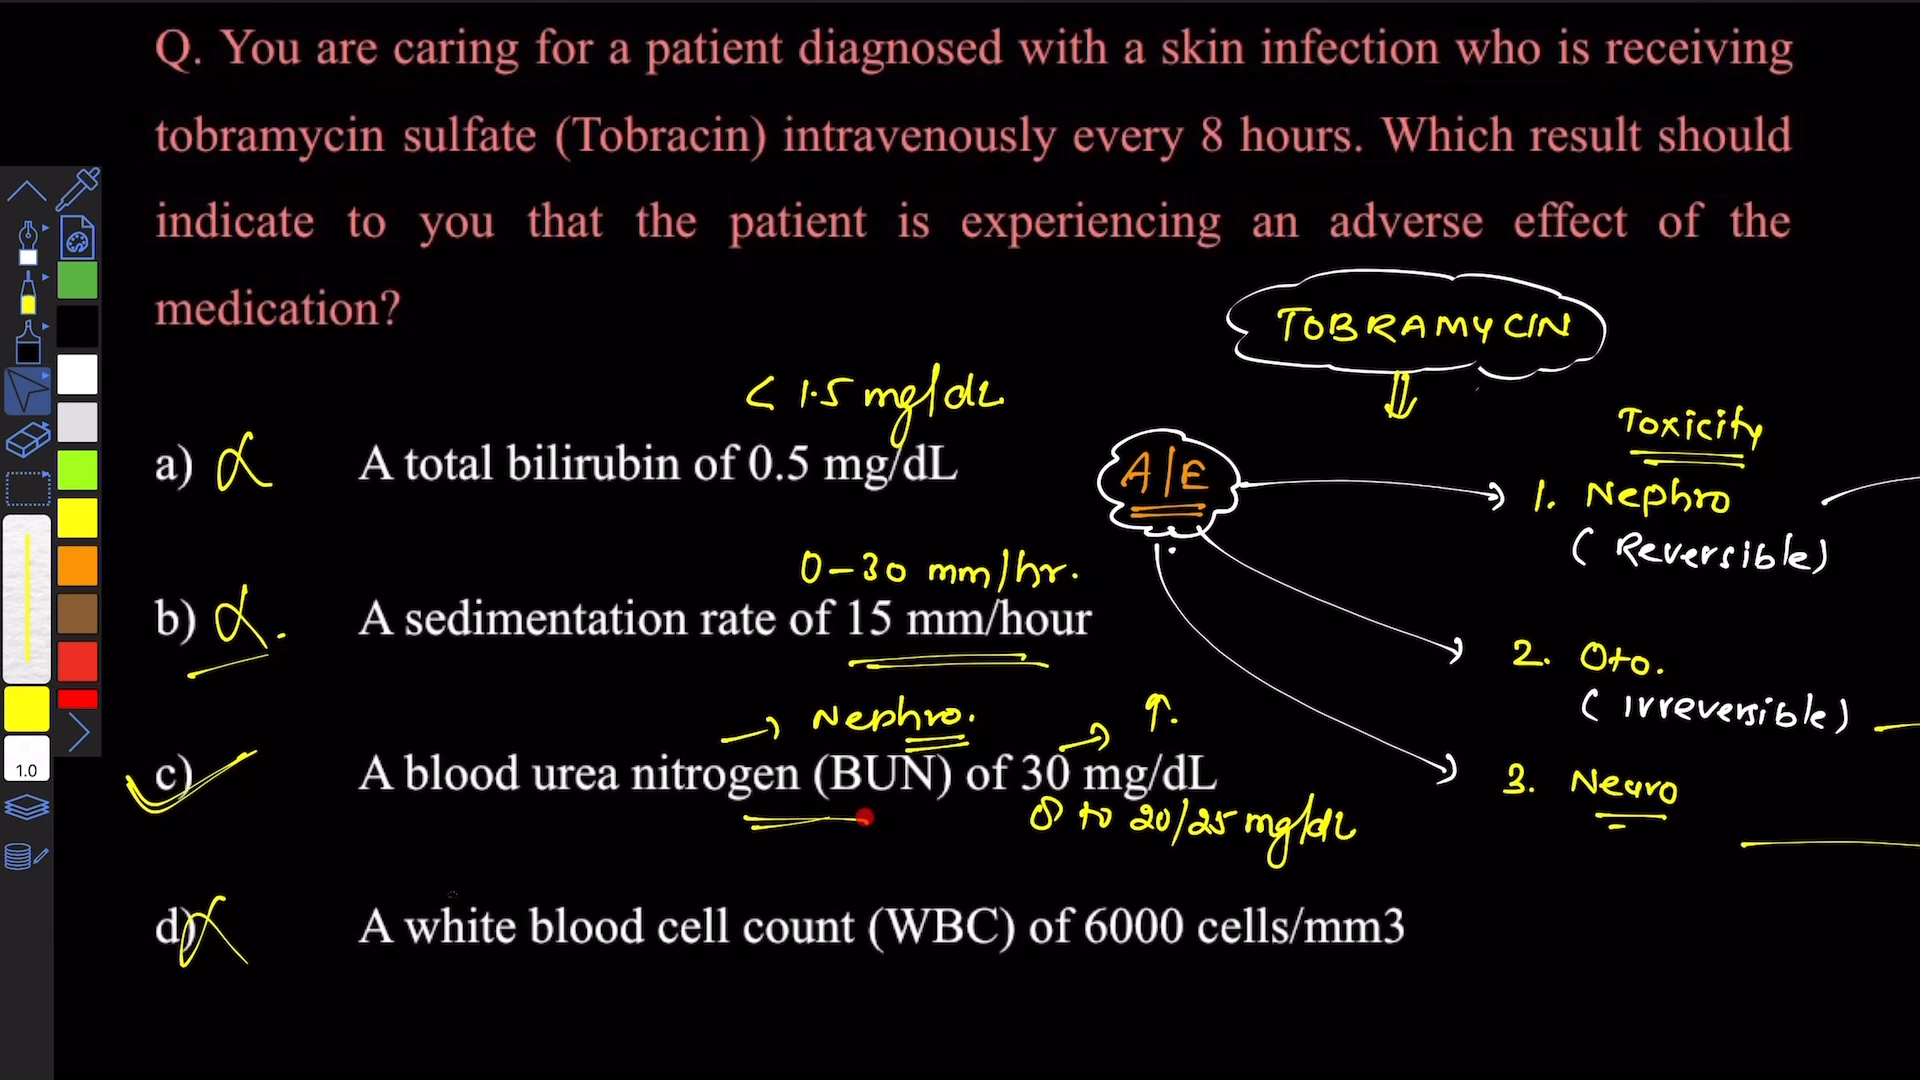 Q. You are caring for a patient diagnosed with a skin infection who is receiving
tobramycin sulfate (Tobracin) intravenously every 8 hours. Which result should
indicate to you that the patient is experiencing an adverse effect of the
medication?
TOBRAMYCIN
< 1.5 mg/dL
Toxicity
a) A total bilirubin of 0.5 mg/dL
A/E
1. Nephro
(Reversible)
0-30 mm/hr.
b) A sedimentation rate of 15 mm/hour
2. Oto.
(Irreversible)
→ Nephro. → ↑.
c) A blood urea nitrogen (BUN) of 30 mg/dL
3. Neuro
8 to 20/25 mg/dL
d) A white blood cell count (WBC) of 6000 cells/mm3
1.0